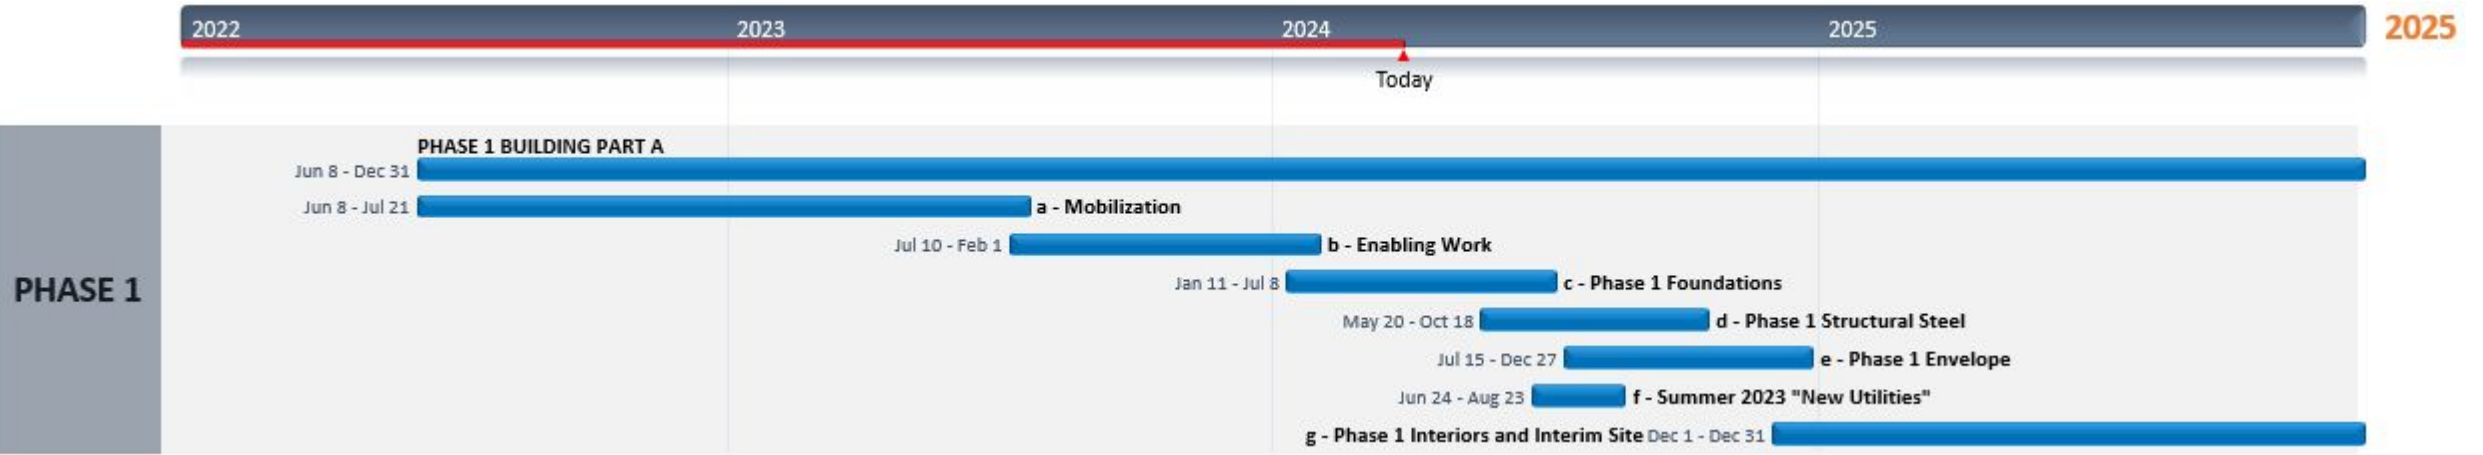 2022 2023 2024 2025 2025
Today
PHASE 1
PHASE 1 BUILDING PART A
Jun 8 - Dec 31
Jun 8 - Jul 21 a - Mobilization
Jul 10 - Feb 1 b - Enabling Work
Jan 11 - Jul 8 c - Phase 1 Foundations
May 20 - Oct 18 d - Phase 1 Structural Steel
Jul 15 - Dec 27 e - Phase 1 Envelope
Jun 24 - Aug 23 f - Summer 2023 "New Utilities"
g - Phase 1 Interiors and Interim Site Dec 1 - Dec 31